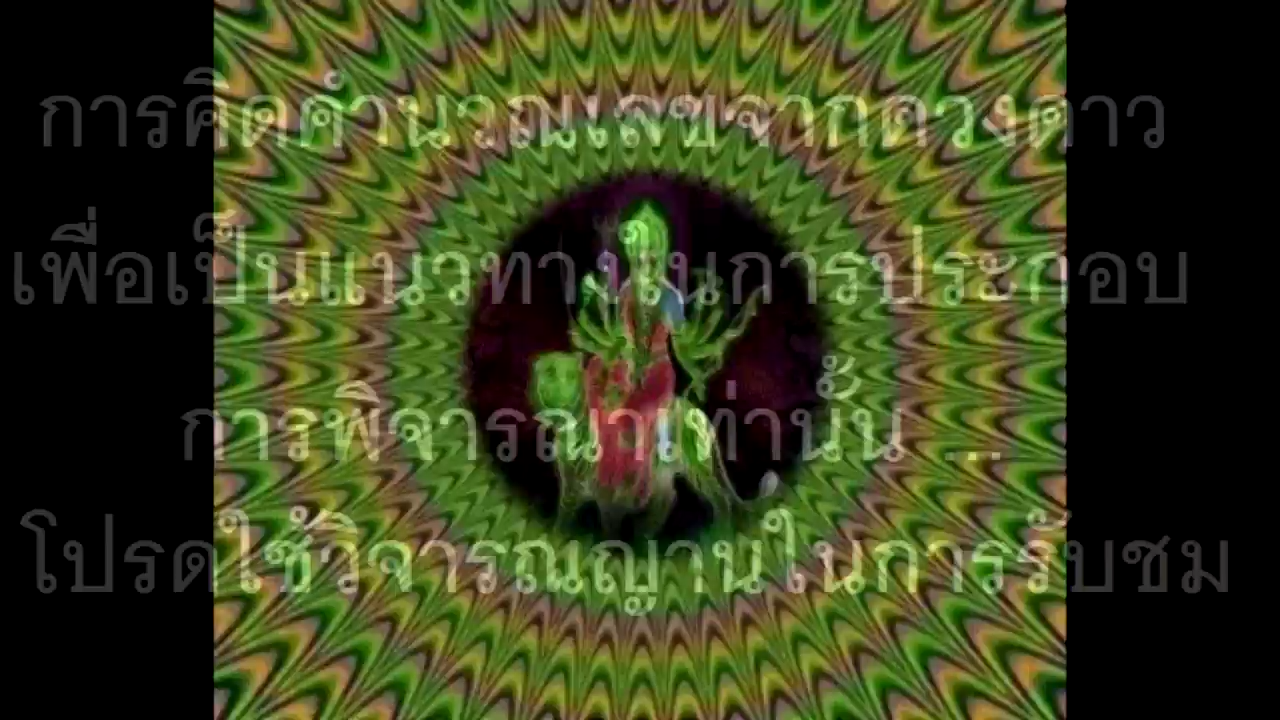 การคิดคำนวณเลขจากดวงดาว
เพื่อเป็นแนวทางในการประกอบ
การพิจารณาเท่านั้น ...
โปรดใช้วิจารณญานในการรับชม